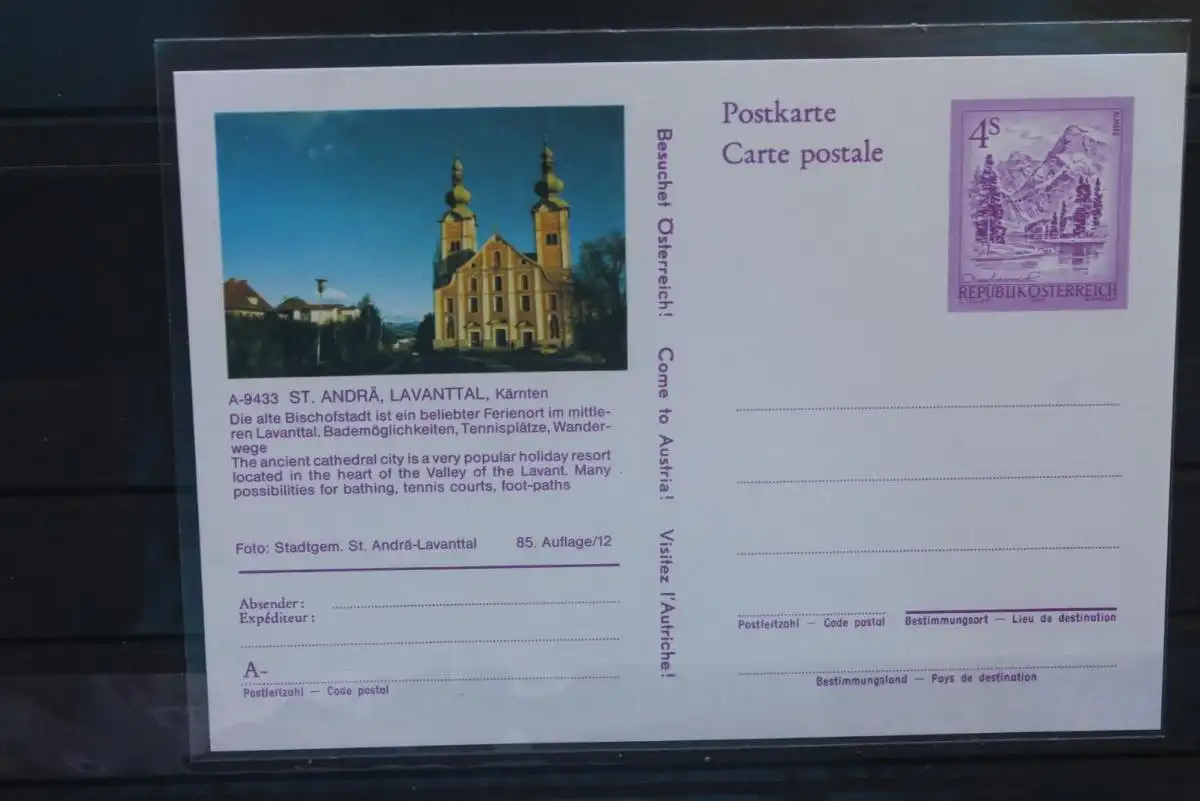 A-9433 ST. ANDRÄ, LAVANTTAL, Kärnten
Die alte Bischofstadt ist ein beliebter Ferienort im mittle-
ren Lavanttal. Bademöglichkeiten, Tennisplätze, Wander-
wege
The ancient cathedral city is a very popular holiday resort
located in the heart of the Valley of the Lavant. Many
possibilities for bathing, tennis courts, foot-paths
Foto: Stadtgem. St. Andrä-Lavanttal 85. Auflage/12
Absender:
Expéditeur:
A-
Postleitzahl — Code postal
Besuchet Österreich! Come to Austria! Visitez l'Autriche!
Postkarte
Carte postale
4S
ALMSEE
REPUBLIK ÖSTERREICH
Postleitzahl — Code postal
Bestimmungsort — Lieu de destination
Bestimmungsland — Pays de destination